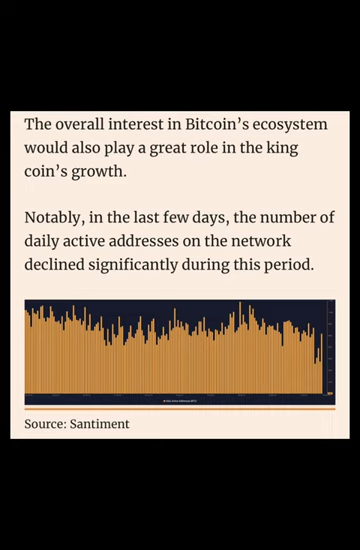 The overall interest in Bitcoin’s ecosystem
would also play a great role in the king
coin’s growth.
Notably, in the last few days, the number of
daily active addresses on the network
declined significantly during this period.
Source: Santiment